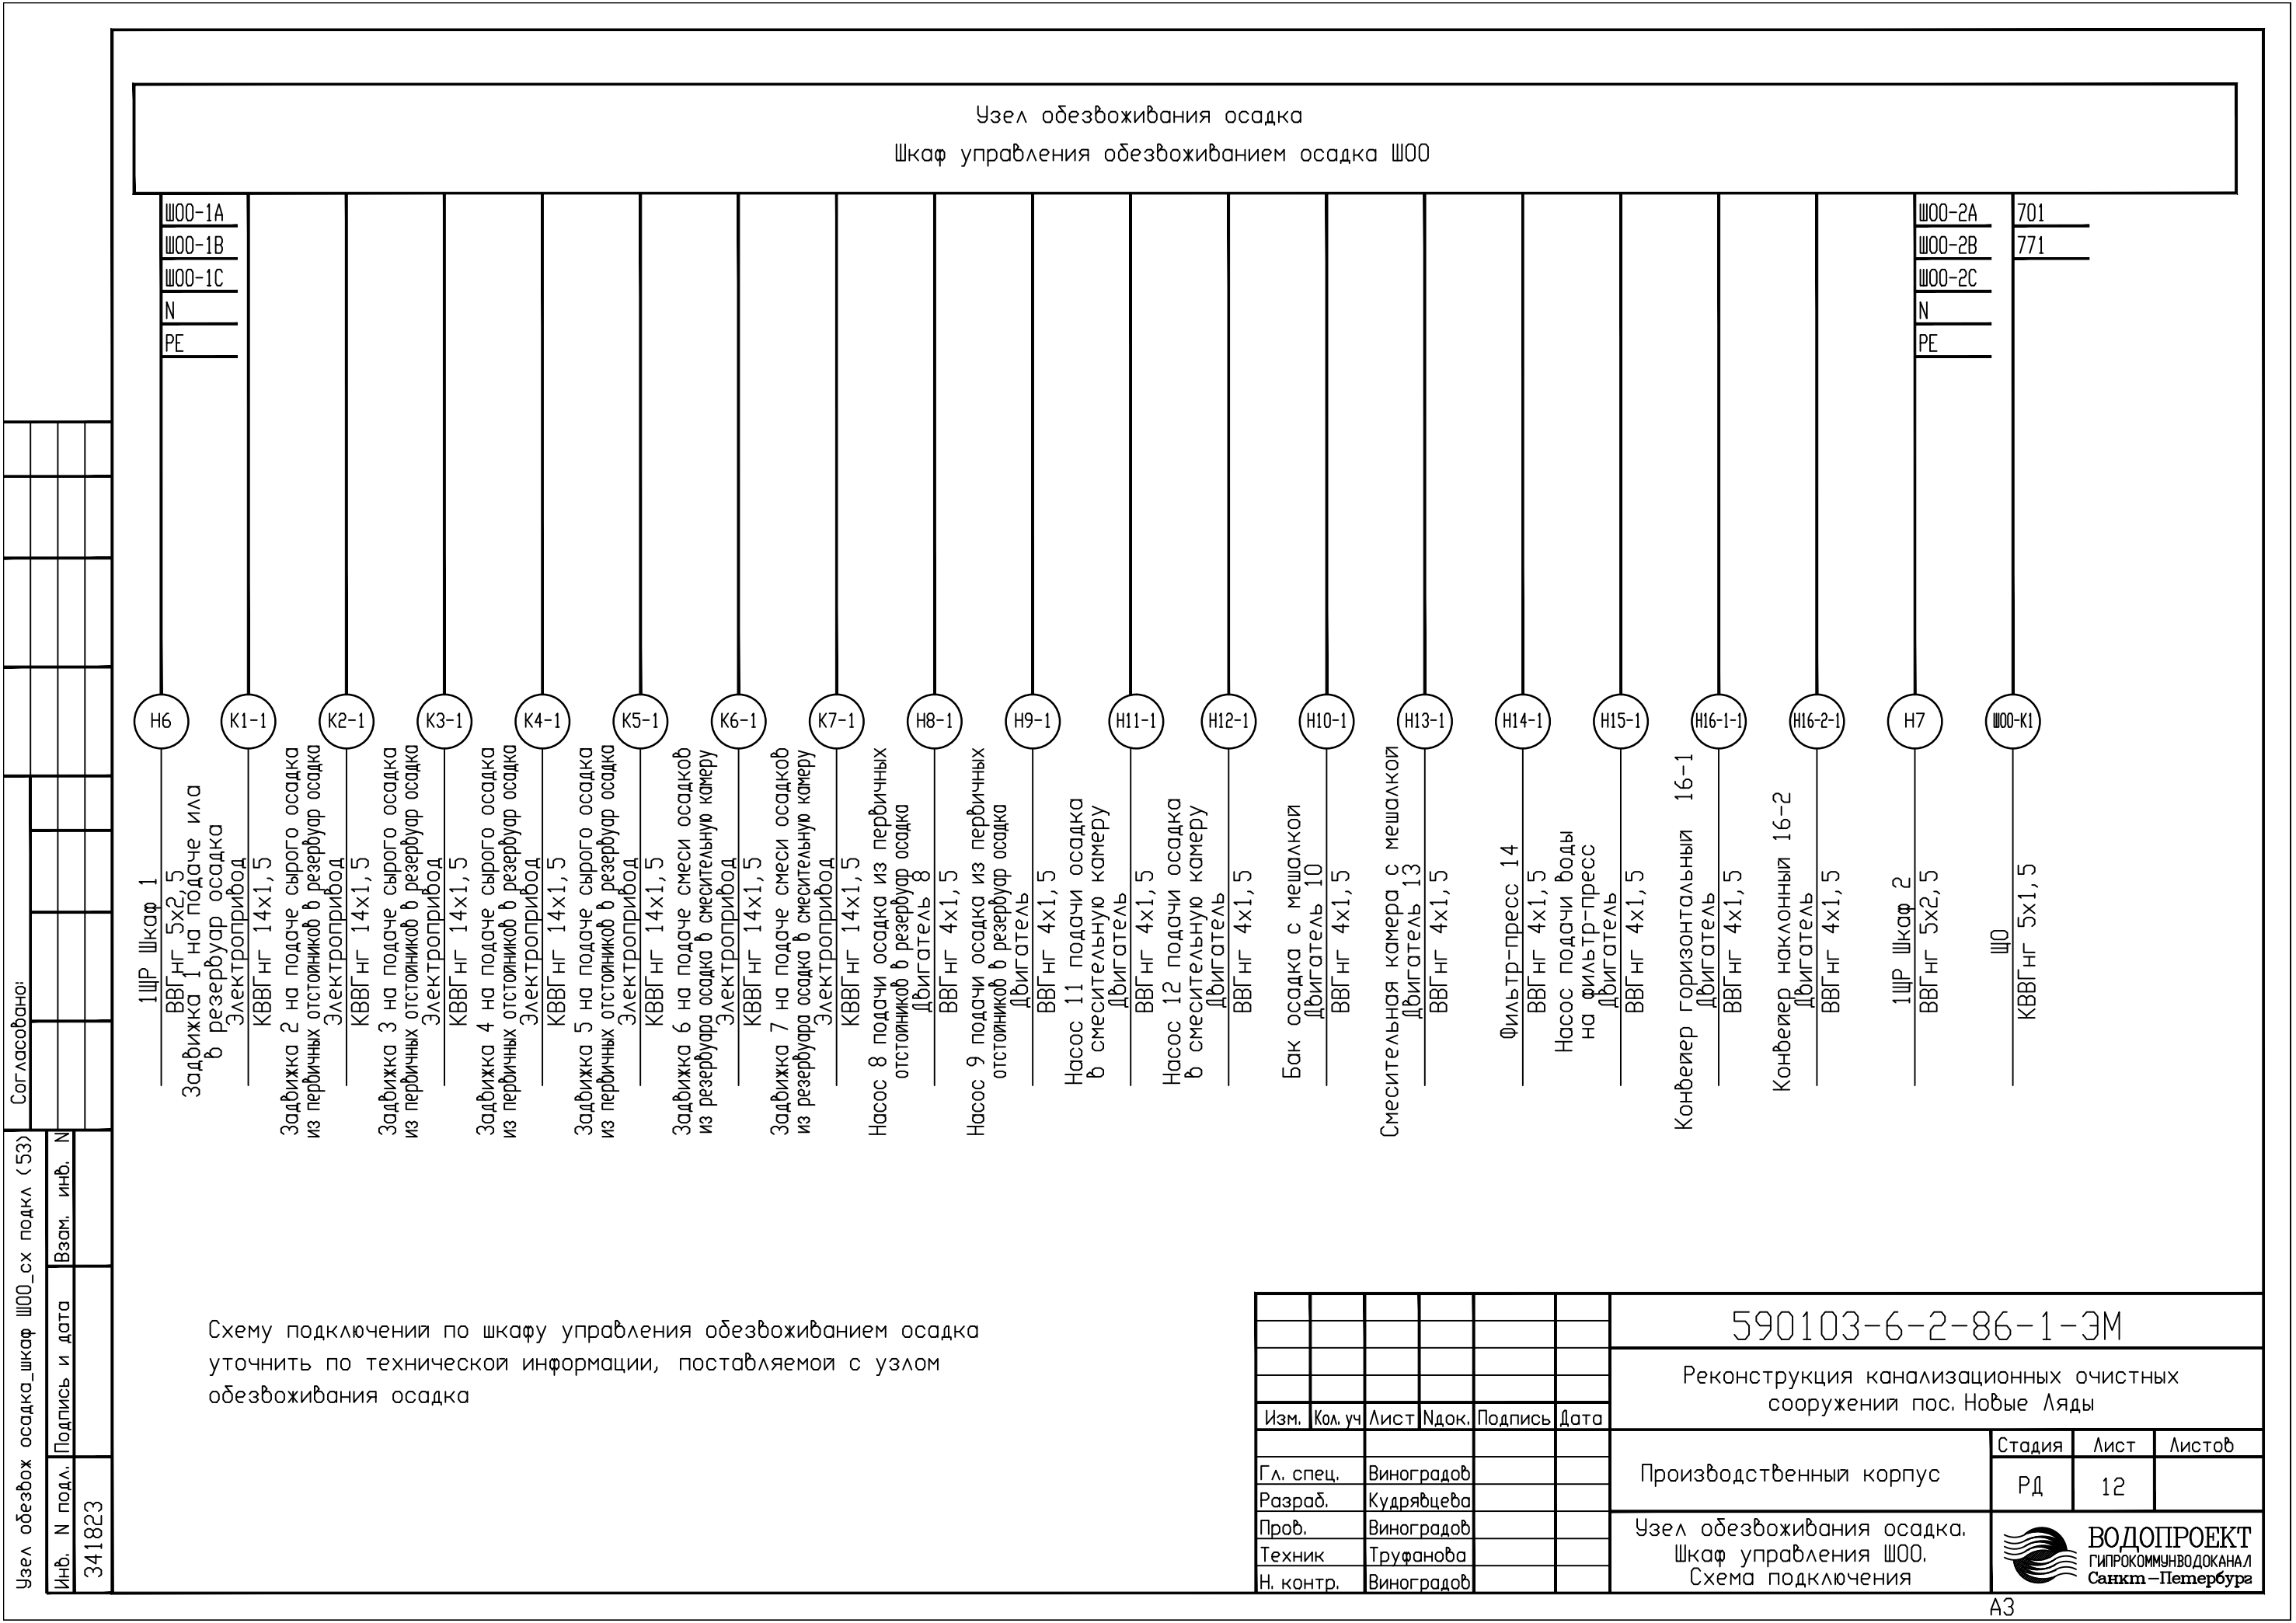 Узел обезвоживания осадка
Шкаф управления обезвоживанием осадка ШОО
ШОО-1А
ШОО-1В
ШОО-1С
N
PE
ШОО-2А
ШОО-2В
ШОО-2С
N
PE
701
771
Н6
К1-1
К2-1
К3-1
К4-1
К5-1
К6-1
К7-1
Н8-1
Н9-1
Н11-1
Н12-1
Н10-1
Н13-1
Н14-1
Н15-1
Н16-1-1
Н16-2-1
Н7
ШОО-К1
1ЩР Шкаф 1
ВВГнг 5х2,5
Задвижка 1 на подаче ила
в резервуар осадка
Электропривод
КВВГнг 14х1,5
Задвижка 2 на подаче сырого осадка
из первичных отстойников в резервуар осадка
Электропривод
КВВГнг 14х1,5
Задвижка 3 на подаче сырого осадка
из первичных отстойников в резервуар осадка
Электропривод
КВВГнг 14х1,5
Задвижка 4 на подаче сырого осадка
из первичных отстойников в резервуар осадка
Электропривод
КВВГнг 14х1,5
Задвижка 5 на подаче сырого осадка
из первичных отстойников в резервуар осадка
Электропривод
КВВГнг 14х1,5
Задвижка 6 на подаче смеси осадков
из резервуара осадка в смесительную камеру
Электропривод
КВВГнг 14х1,5
Задвижка 7 на подаче смеси осадков
из резервуара осадка в смесительную камеру
Электропривод
КВВГнг 14х1,5
Насос 8 подачи осадка из первичных
отстойников в резервуар осадка
Двигатель 8
ВВГнг 4х1,5
Насос 9 подачи осадка из первичных
отстойников в резервуар осадка
Двигатель
ВВГнг 4х1,5
Насос 11 подачи осадка
в смесительную камеру
Двигатель
ВВГнг 4х1,5
Насос 12 подачи осадка
в смесительную камеру
Двигатель
ВВГнг 4х1,5
Бак осадка с мешалкой
Двигатель 10
ВВГнг 4х1,5
Смесительная камера с мешалкой
Двигатель 13
ВВГнг 4х1,5
Фильтр-пресс 14
ВВГнг 4х1,5
Насос подачи воды
на фильтр-пресс
Двигатель
ВВГнг 4х1,5
Конвейер горизонтальный 16-1
Двигатель
ВВГнг 4х1,5
Конвейер наклонный 16-2
Двигатель
ВВГнг 4х1,5
1ЩР Шкаф 2
ВВГнг 5х2,5
ЩО
КВВГнг 5х1,5
Схему подключений по шкафу управления обезвоживанием осадка
уточнить по технической информации, поставляемой с узлом
обезвоживания осадка
Согласовано:
Узел обезвож осадка_шкаф ШОО_сх подкл (53)
Взам. инв. N
Подпись и дата
Инв. N подл.
341823
590103-6-2-86-1-ЭМ
Реконструкция канализационных очистных
сооружений пос. Новые Ляды
Изм. Кол. уч Лист Nдок. Подпись Дата
Гл. спец. Виноградов
Разраб. Кудрявцева
Пров. Виноградов
Техник Труфанова
Н. контр. Виноградов
Производственный корпус
Стадия Лист Листов
РД 12
Узел обезвоживания осадка.
Шкаф управления ШОО.
Схема подключения
ВОДОПРОЕКТ
ГИПРОКОММУНВОДОКАНАЛ
Санкт-Петербург
А3